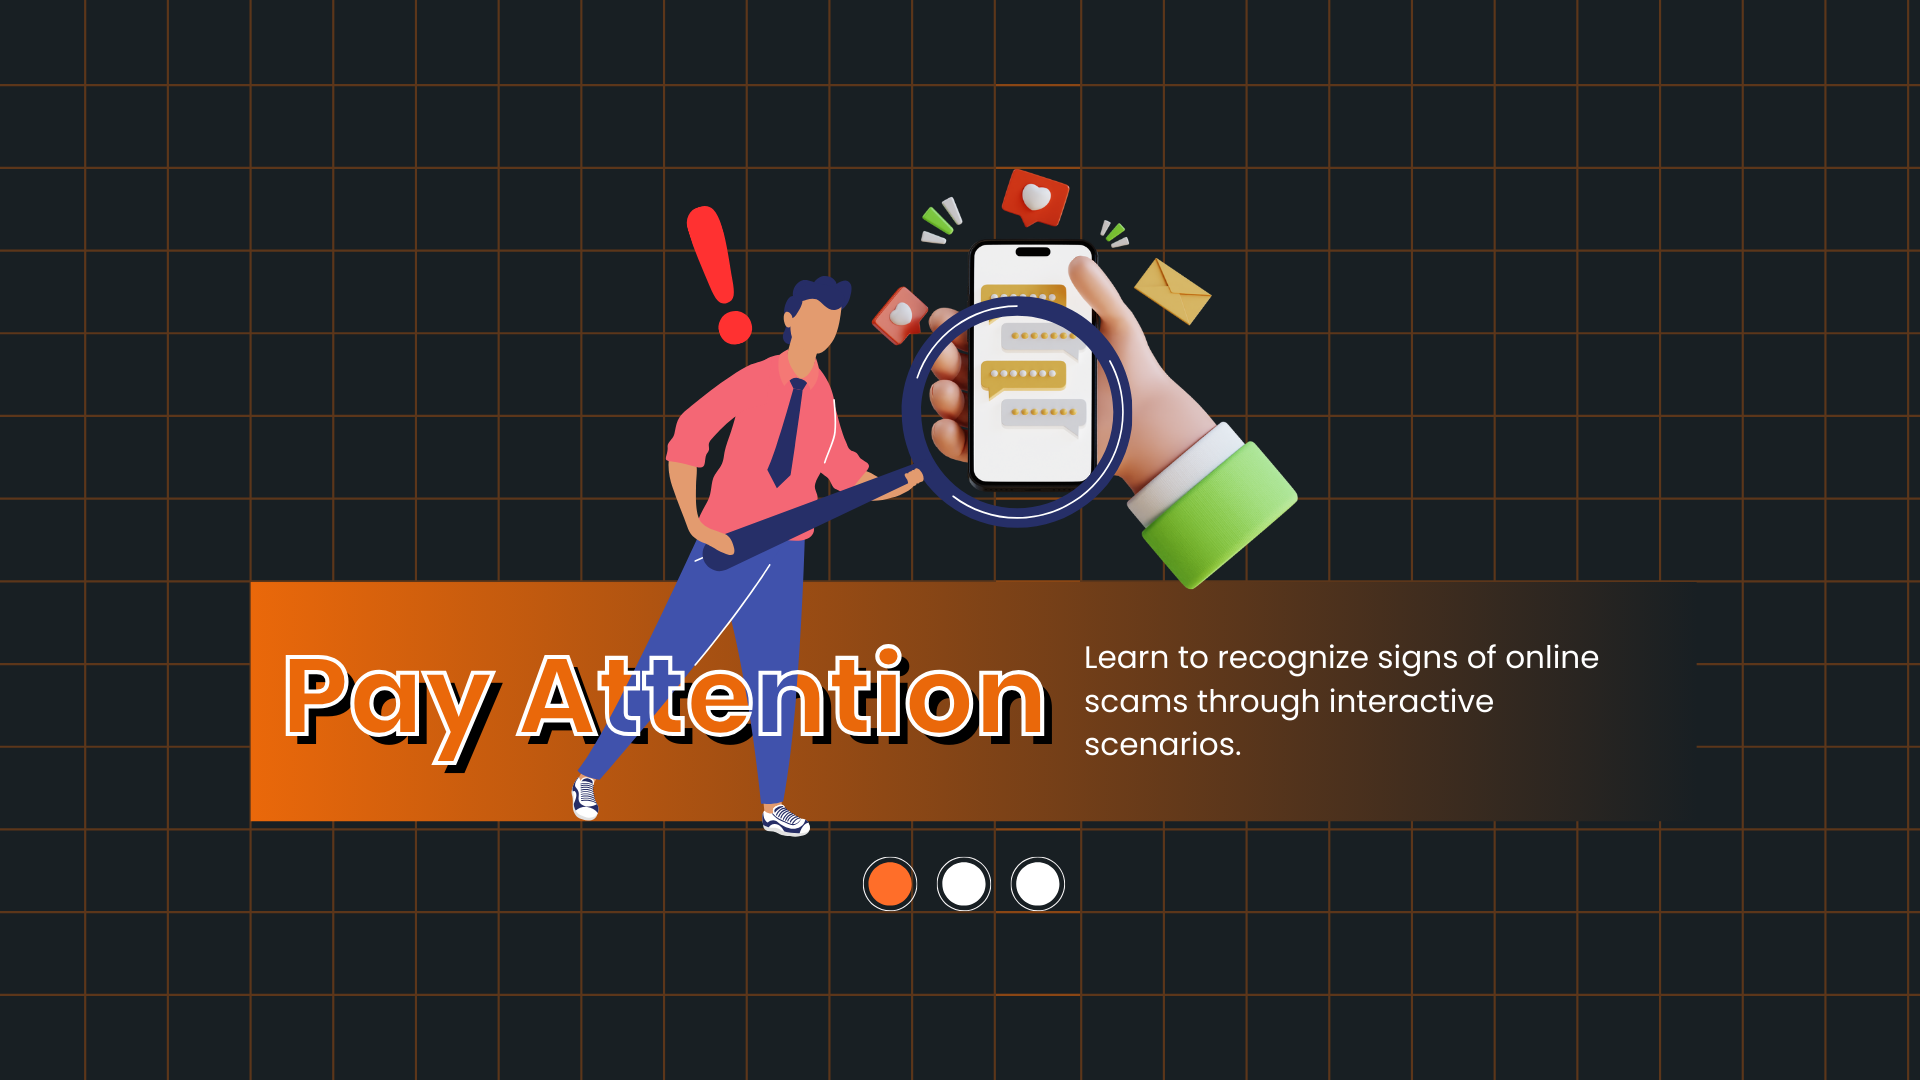 Pay Attention
Learn to recognize signs of online
scams through interactive
scenarios.